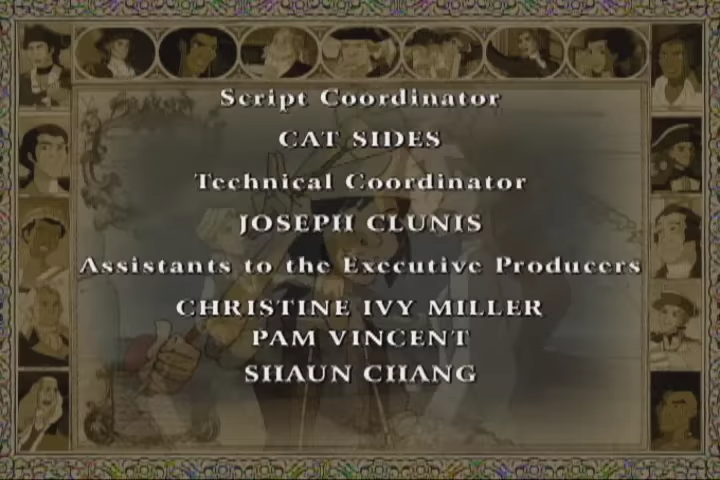 Script Coordinator
CAT SIDES
Technical Coordinator
JOSEPH CLUNIS
Assistants to the Executive Producers
CHRISTINE IVY MILLER
PAM VINCENT
SHAUN CHANG